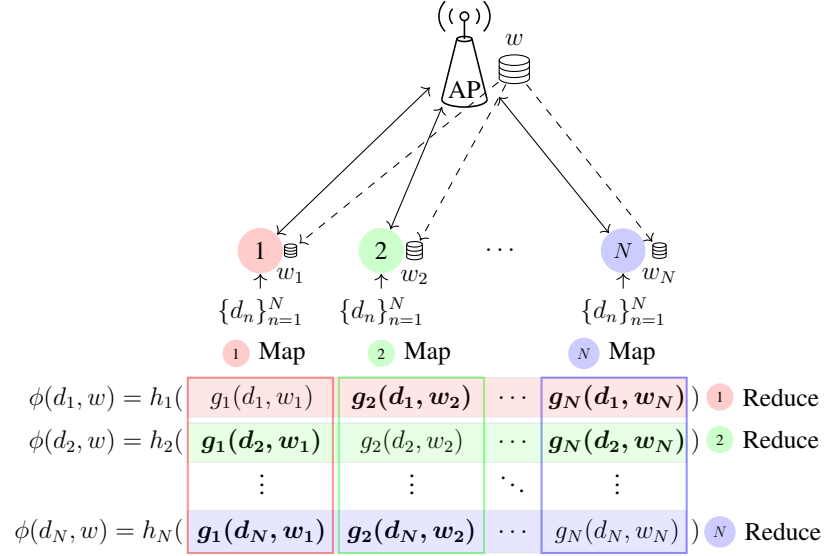 w
AP
1 2 ⋯ N
w_1 w_2 w_N
{d_n}_{n=1}^N {d_n}_{n=1}^N {d_n}_{n=1}^N
1 Map 2 Map N Map
ϕ(d_1, w) = h_1( g_1(d_1, w_1) g_2(d_1, w_2) ⋯ g_N(d_1, w_N) ) 1 Reduce
ϕ(d_2, w) = h_2( g_1(d_2, w_1) g_2(d_2, w_2) ⋯ g_N(d_2, w_N) ) 2 Reduce
⋮ ⋮ ⋱ ⋮
ϕ(d_N, w) = h_N( g_1(d_N, w_1) g_2(d_N, w_2) ⋯ g_N(d_N, w_N) ) N Reduce